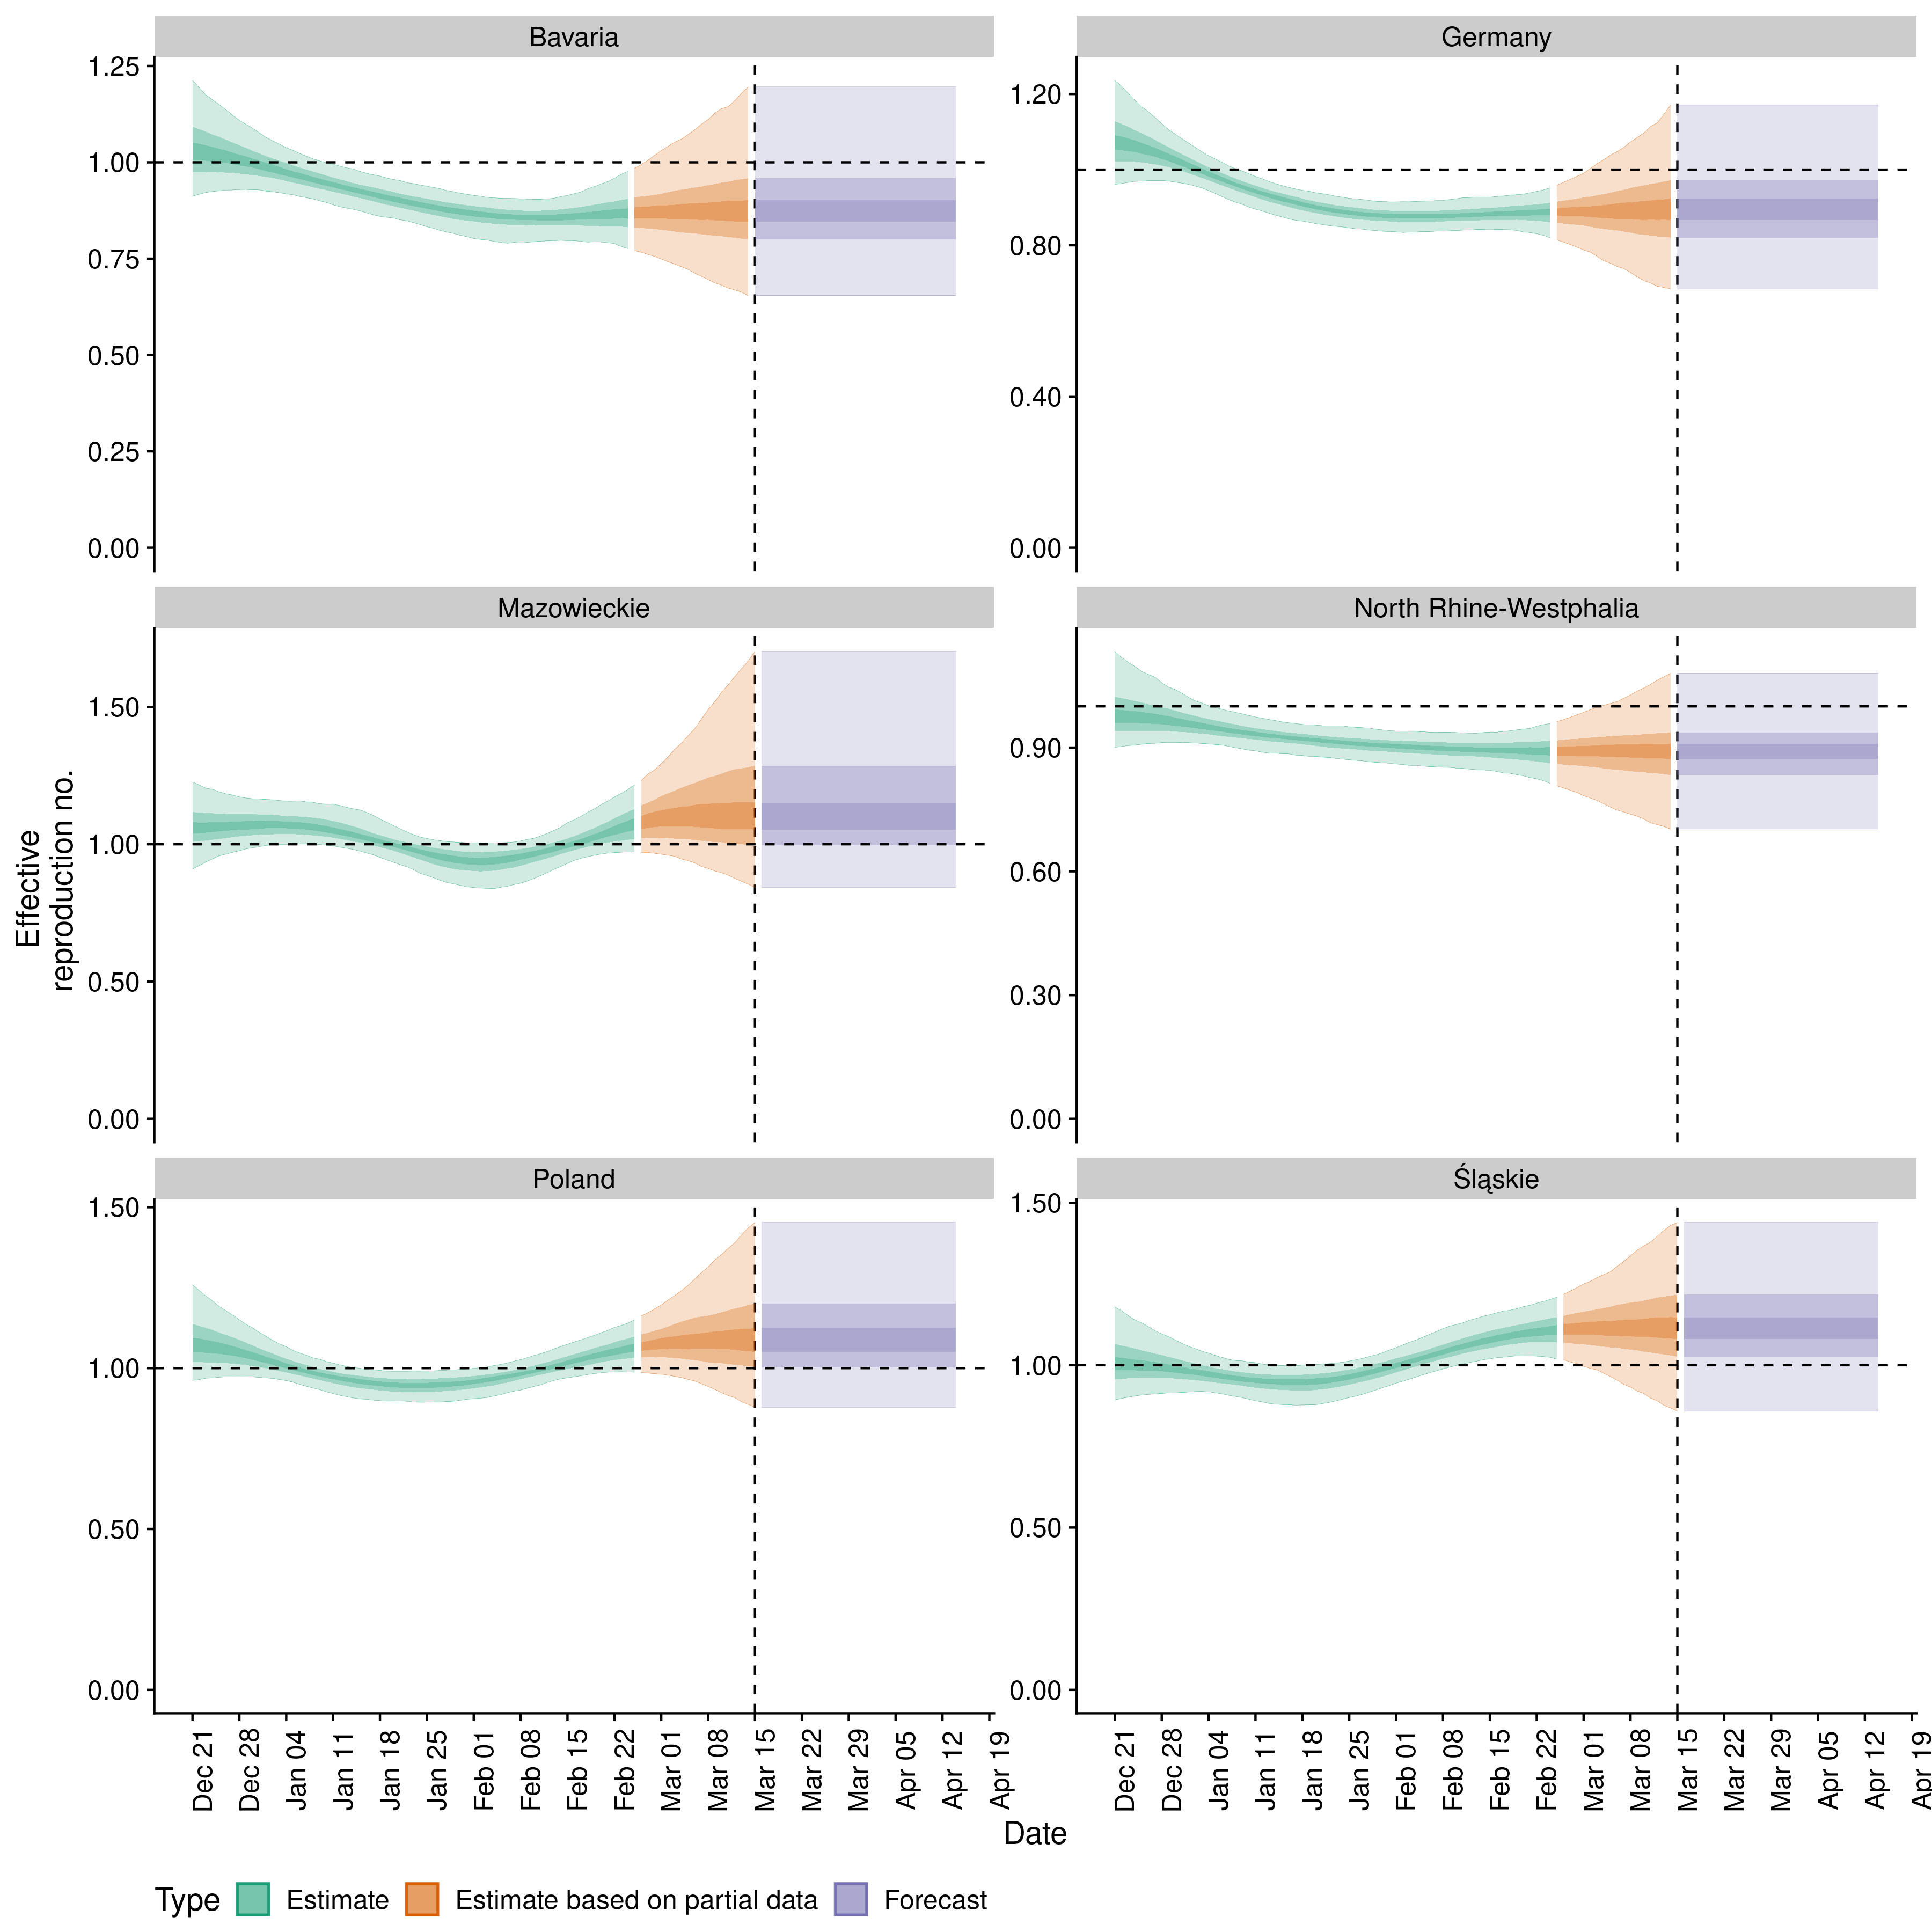 Bavaria
Germany
1.25
1.00
0.75
0.50
0.25
0.00
1.20
0.80
0.40
0.00
Mazowieckie
North Rhine-Westphalia
1.50
1.00
0.50
0.00
0.90
0.60
0.30
0.00
Effective
reproduction no.
Poland
Śląskie
1.50
1.00
0.50
0.00
1.50
1.00
0.50
0.00
Dec 21
Dec 28
Jan 04
Jan 11
Jan 18
Jan 25
Feb 01
Feb 08
Feb 15
Feb 22
Mar 01
Mar 08
Mar 15
Mar 22
Mar 29
Apr 05
Apr 12
Apr 19
Dec 21
Dec 28
Jan 04
Jan 11
Jan 18
Jan 25
Feb 01
Feb 08
Feb 15
Feb 22
Mar 01
Mar 08
Mar 15
Mar 22
Mar 29
Apr 05
Apr 12
Apr 19
Date
Type Estimate Estimate based on partial data Forecast